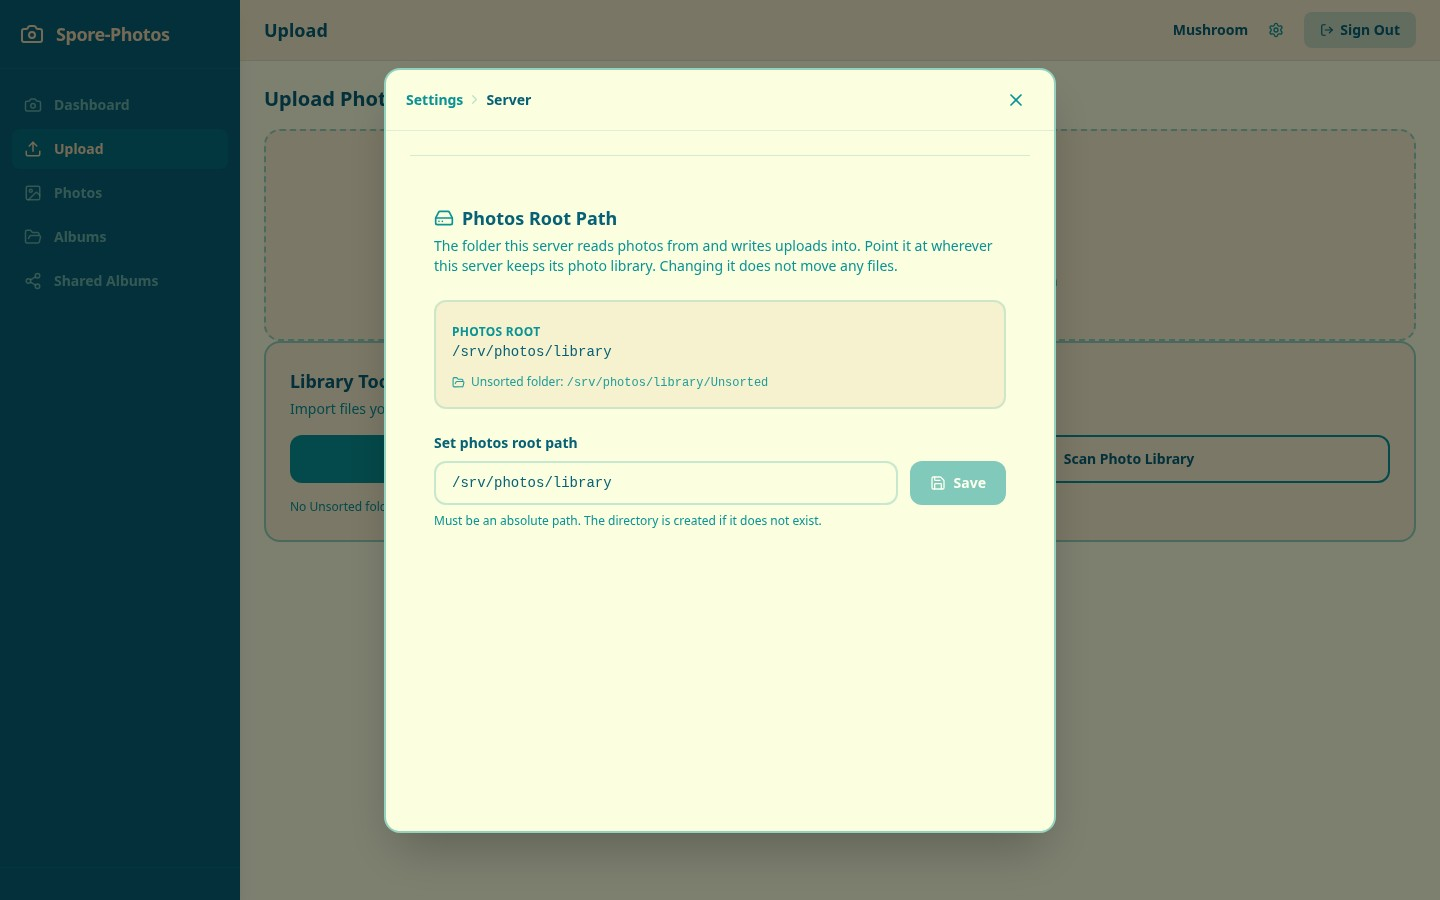 Spore-Photos
Dashboard
Upload
Photos
Albums
Shared Albums
Upload
Mushroom
Sign Out
Upload
Library
Import files
Scan Photo Library
No Unsorted
Settings
Server
Photos Root Path
The folder this server reads photos from and writes uploads into. Point it at wherever
this server keeps its photo library. Changing it does not move any files.
PHOTOS ROOT
/srv/photos/library
Unsorted folder: /srv/photos/library/Unsorted
Set photos root path
/srv/photos/library
Save
Must be an absolute path. The directory is created if it does not exist.